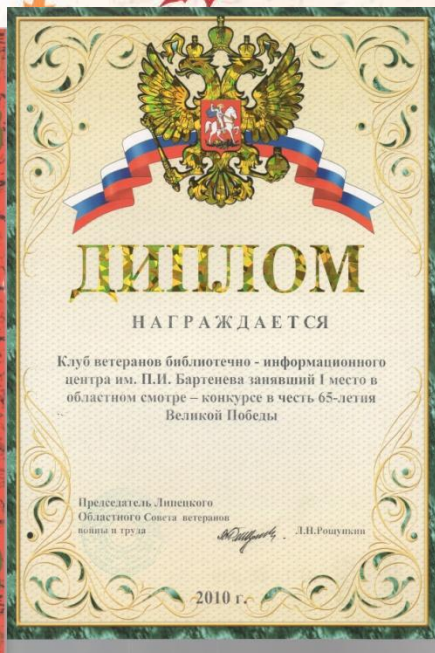 ДИПЛОМ
НАГРАЖДАЕТСЯ
Клуб ветеранов библиотечно - информационного
центра им. П.И. Бартенева занявший I место в
областном смотре – конкурсе в честь 65-летия
Великой Победы
Председатель Липецкого
Областного Совета ветеранов
войны и труда
Л.Н.Рощупкин
2010 г.